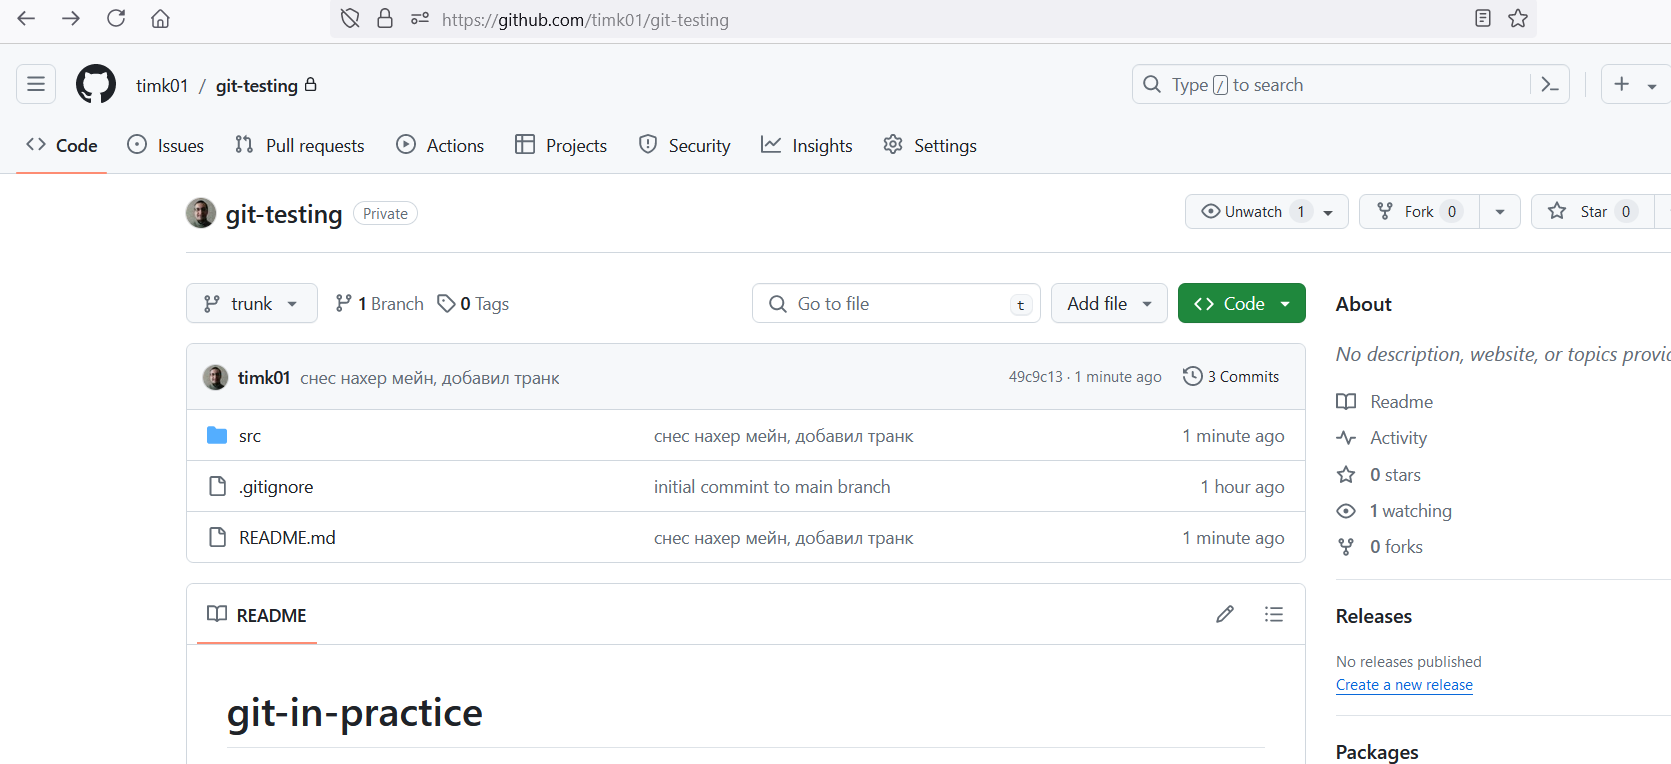 https://github.com/timk01/git-testing
timk01 / git-testing
Type / to search
Code Issues Pull requests Actions Projects Security Insights Settings
git-testing Private
Unwatch 1 Fork 0 Star 0
trunk 1 Branch 0 Tags Go to file t Add file Code
timk01 снес нахер мейн, добавил транк 49c9c13 · 1 minute ago 3 Commits
src снес нахер мейн, добавил транк 1 minute ago
.gitignore initial commint to main branch 1 hour ago
README.md снес нахер мейн, добавил транк 1 minute ago
README
git-in-practice
About
No description, website, or topics provid
Readme
Activity
0 stars
1 watching
0 forks
Releases
No releases published
Create a new release
Packages